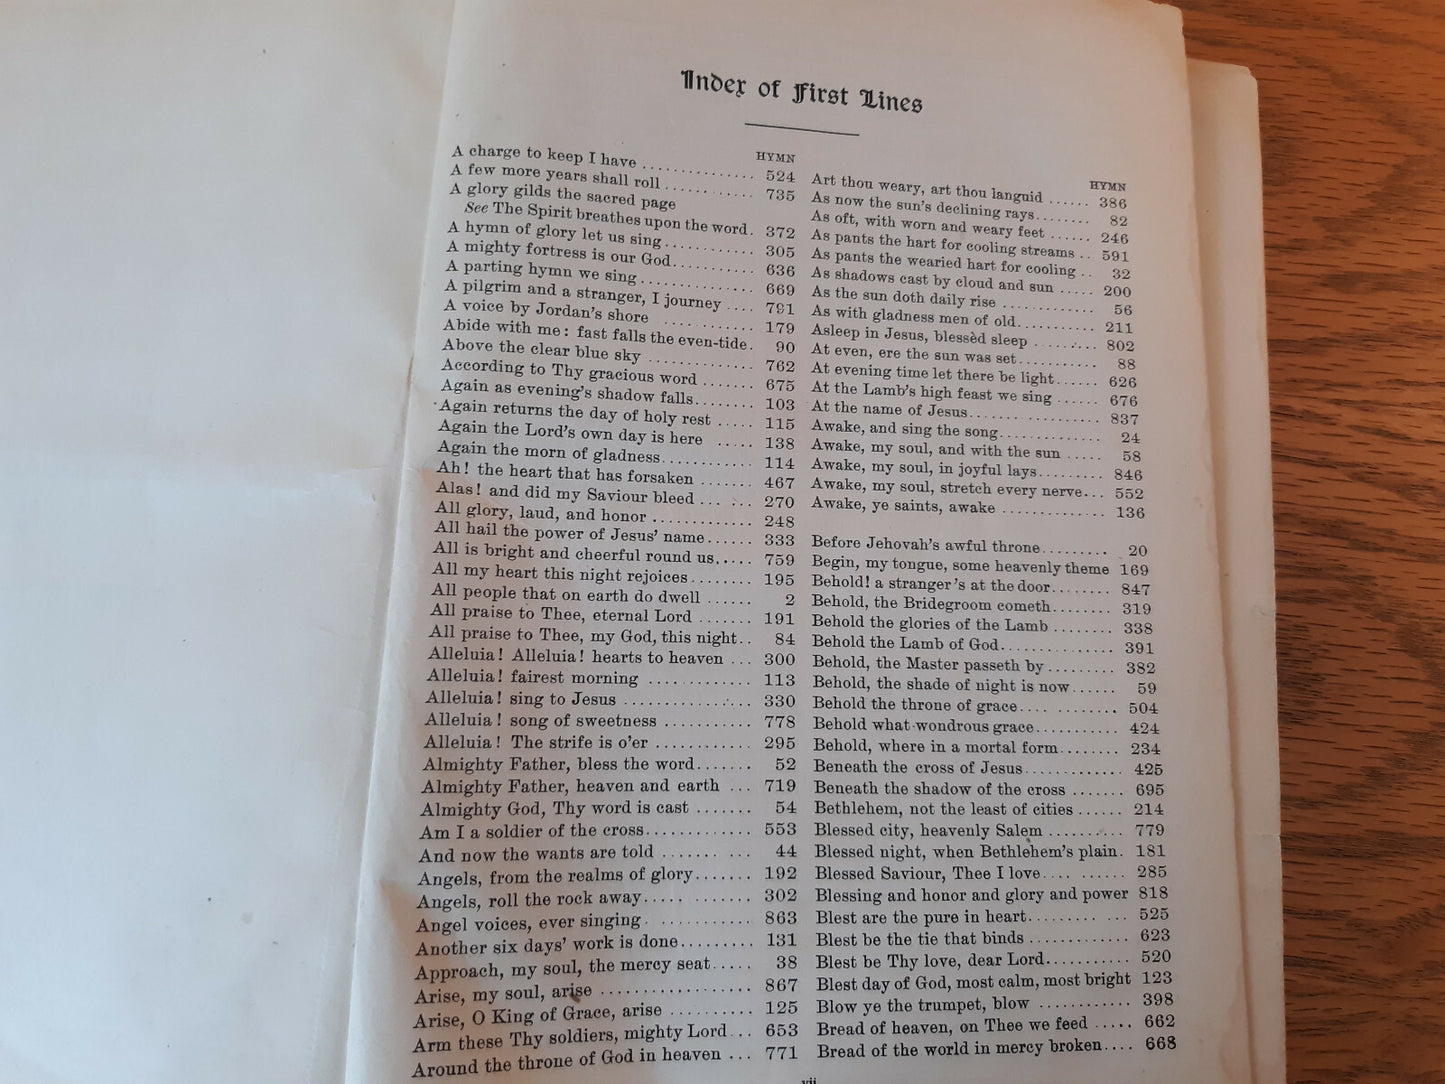 Index of First Lines
HYMN
A charge to keep I have ............... 524
A few more years shall roll ............ 735
A glory gilds the sacred page
See The Spirit breathes upon the word. 372
A hymn of glory let us sing ............ 305
A mighty fortress is our God........... 636
A parting hymn we sing ............... 669
A pilgrim and a stranger, I journey .... 791
A voice by Jordan's shore ............ 179
Abide with me: fast falls the even-tide. 90
Above the clear blue sky .............. 762
According to Thy gracious word ....... 675
Again as evening's shadow falls........ 103
Again returns the day of holy rest ..... 115
Again the Lord's own day is here ..... 138
Again the morn of gladness............ 114
Ah! the heart that has forsaken ....... 467
Alas! and did my Saviour bleed ... ... 270
All glory, laud, and honor ............. 248
All hail the power of Jesus' name...... 333
All is bright and cheerful round us..... 759
All my heart this night rejoices........ 195
All people that on earth do dwell ...... 2
All praise to Thee, eternal Lord ....... 191
All praise to Thee, my God, this night.. 84
Alleluia! Alleluia! hearts to heaven ... 300
Alleluia! fairest morning ............ 113
Alleluia! sing to Jesus ............... 330
Alleluia! song of sweetness ........... 778
Alleluia! The strife is o'er ............ 295
Almighty Father, bless the word....... 52
Almighty Father, heaven and earth ... 719
Almighty God, Thy word is cast ....... 54
Am I a soldier of the cross............. 553
And now the wants are told ....... ... 44
Angels, from the realms of glory....... 192
Angels, roll the rock away..... ....... 302
Angel voices, ever singing. ............ 863
Another six days' work is done......... 131
Approach, my soul, the mercy seat..... 38
Arise, my soul, arise .................. 867
Arise, O King of Grace, arise .......... 125
Arm these Thy soldiers, mighty Lord... 653
Around the throne of God in heaven ... 771
HYMN
Art thou weary, art thou languid ...... 386
As now the sun's declining rays........ 82
As oft, with worn and weary feet ...... 246
As pants the hart for cooling streams .. 591
As pants the wearied hart for cooling .. 32
As shadows cast by cloud and sun ..... 200
As the sun doth daily rise ............ 56
As with gladness men of old........... 211
Asleep in Jesus, blessèd sleep ......... 802
At even, ere the sun was set........... 88
At evening time let there be light...... 626
At the Lamb's high feast we sing ...... 676
At the name of Jesus.................. 837
Awake, and sing the song............. 24
Awake, my soul, and with the sun ..... 58
Awake, my soul, in joyful lays......... 846
Awake, my soul, stretch every nerve... 552
Awake, ye saints, awake .............. 136
Before Jehovah's awful throne......... 20
Begin, my tongue, some heavenly theme 169
Behold! a stranger's at the door........ 847
Behold, the Bridegroom cometh........ 319
Behold the glories of the Lamb ........ 338
Behold the Lamb of God............... 391
Behold, the Master passeth by ......... 382
Behold, the shade of night is now...... 59
Behold the throne of grace.... ........ 504
Behold what wondrous grace........... 424
Behold, where in a mortal form........ 234
Beneath the cross of Jesus............. 425
Beneath the shadow of the cross ....... 695
Bethlehem, not the least of cities ...... 214
Blessed city, heavenly Salem .......... 779
Blessed night, when Bethlehem's plain. 181
Blessed Saviour, Thee I love.... ...... 285
Blessing and honor and glory and power 818
Blest are the pure in heart......... ... 525
Blest be the tie that binds ............. 623
Blest be Thy love, dear Lord........... 520
Blest day of God, most calm, most bright 123
Blow ye the trumpet, blow ............ 398
Bread of heaven, on Thee we feed ..... 662
Bread of the world in mercy broken.... 668
vii